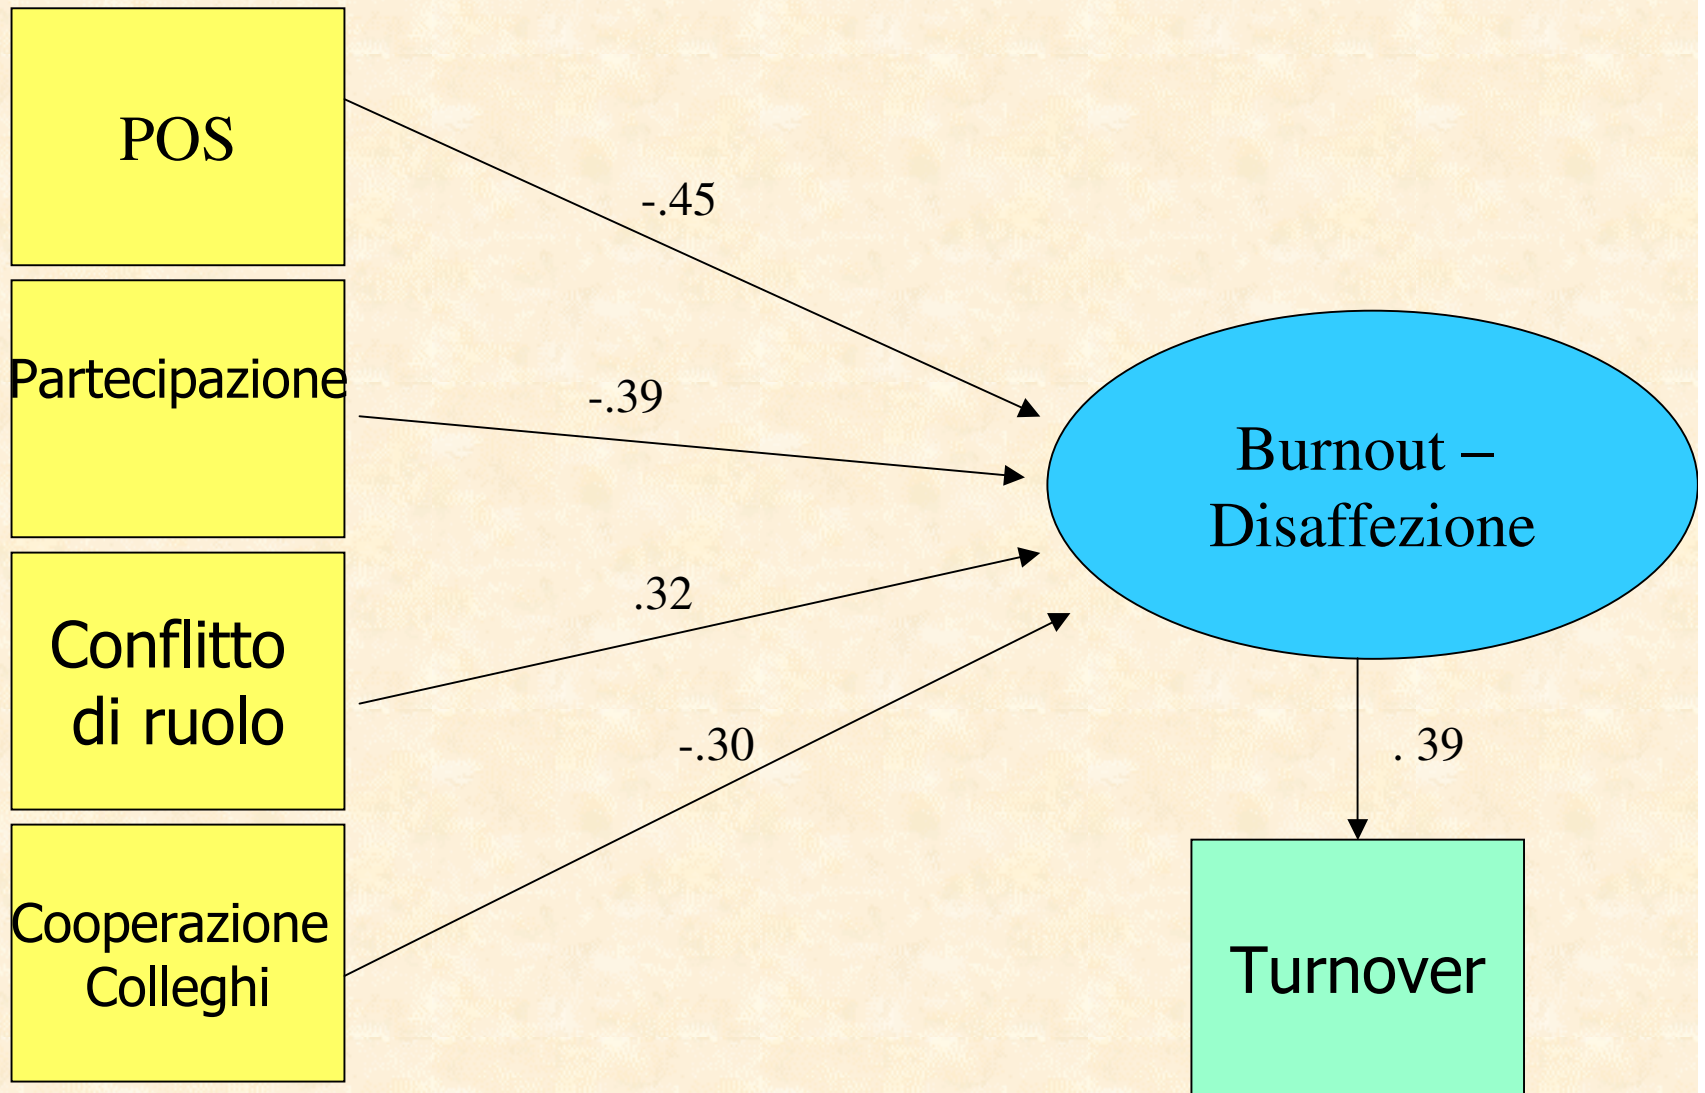 POS
-.45
Partecipazione
-.39
Burnout –
Disaffezione
Conflitto
di ruolo
.32
-.30
. 39
Cooperazione
Colleghi
Turnover